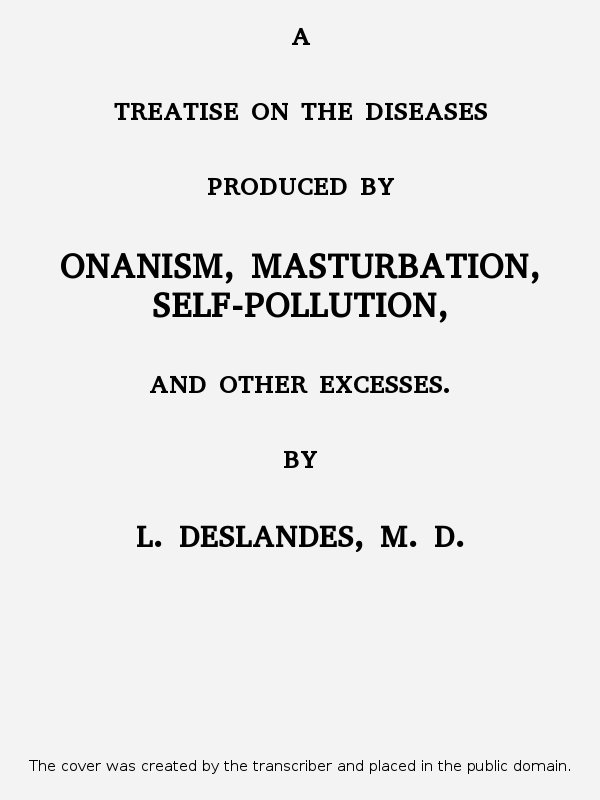 A
TREATISE ON THE DISEASES
PRODUCED BY
ONANISM, MASTURBATION,
SELF-POLLUTION,
AND OTHER EXCESSES.
BY
L. DESLANDES, M. D.
The cover was created by the transcriber and placed in the public domain.